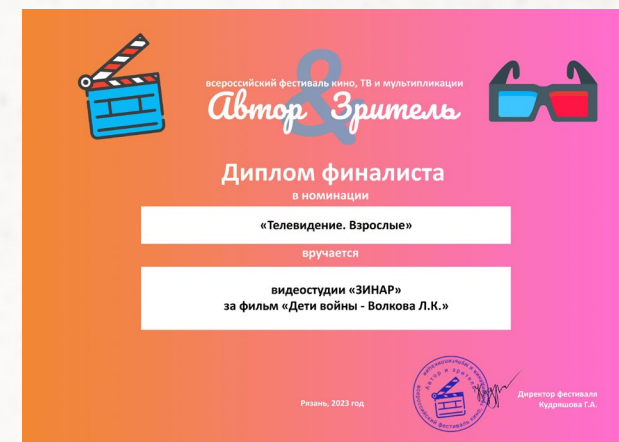 всероссийский фестиваль кино, ТВ и мультипликации
Автор & Зритель
Диплом финалиста
в номинации
«Телевидение. Взрослые»
вручается
видеостудии «ЗИНАР»
за фильм «Дети войны - Волкова Л.К.»
Рязань, 2023 год
Директор фестиваля
Кудряшова Г.А.